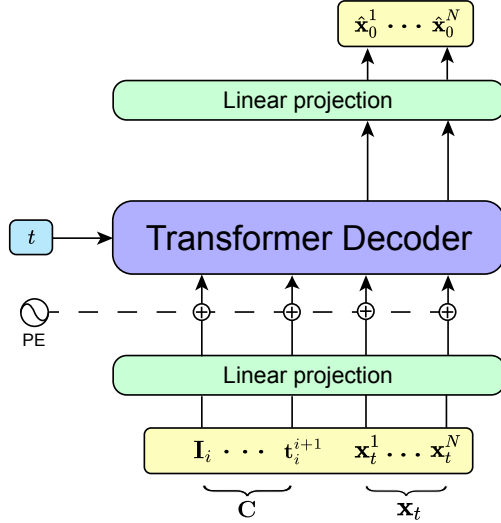 x̂₀¹ · · · x̂₀ᴺ
Linear projection
t
Transformer Decoder
PE
Linear projection
Iᵢ · · · tᵢⁱ⁺¹ xₜ¹ . . . xₜᴺ
C xₜ